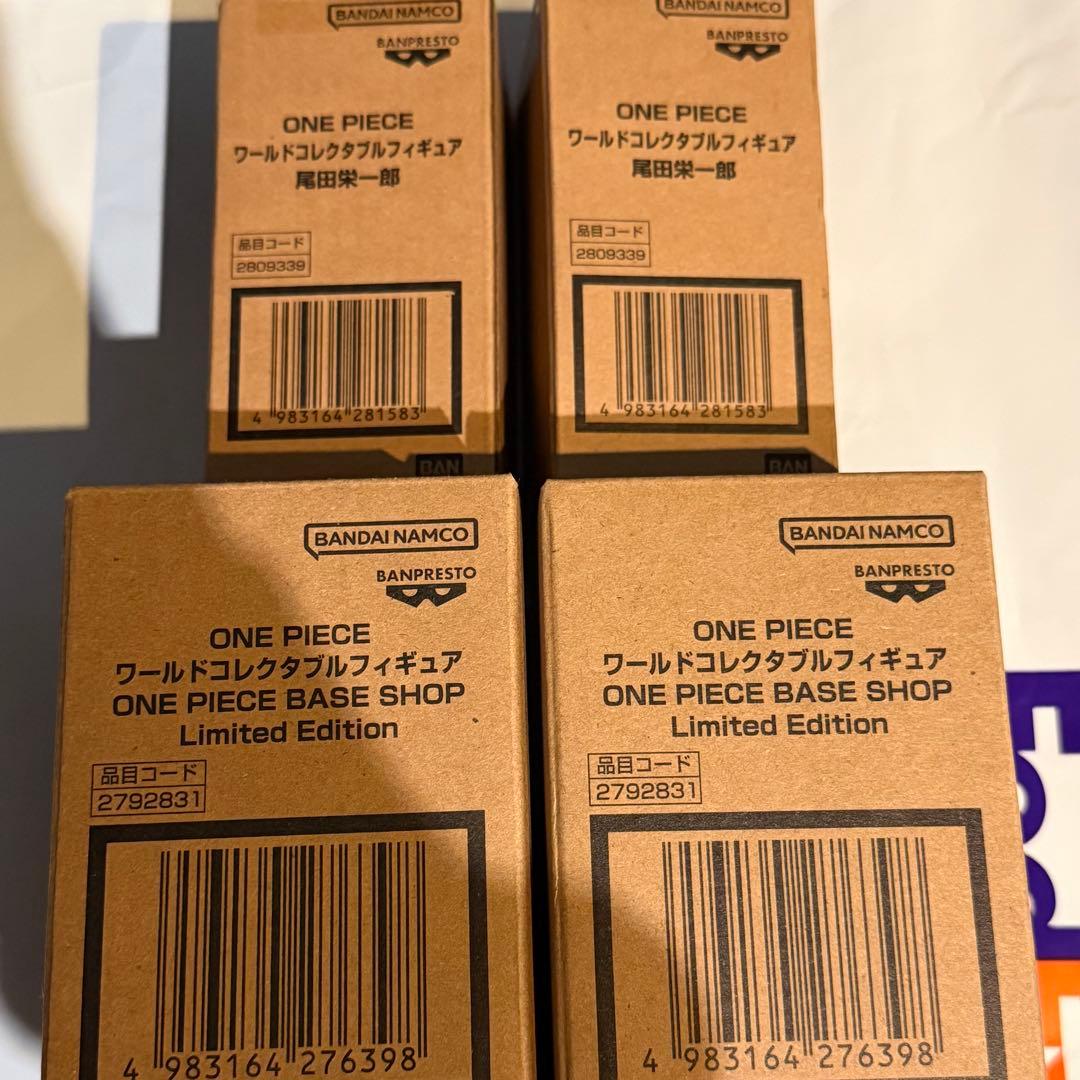 BANDAI NAMCO
BANPRESTO
ONE PIECE
ワールドコレクタブルフィギュア
尾田栄一郎
品目コード
2809339
4 983164 281583
BAN
BANDAI NAMCO
BANPRESTO
ONE PIECE
ワールドコレクタブルフィギュア
尾田栄一郎
品目コード
2809339
4 983164 281583
BAN
BANDAI NAMCO
BANPRESTO
ONE PIECE
ワールドコレクタブルフィギュア
ONE PIECE BASE SHOP
Limited Edition
品目コード
2792831
4 983164 276398
BANDAI NAMCO
BANPRESTO
ONE PIECE
ワールドコレクタブルフィギュア
ONE PIECE BASE SHOP
Limited Edition
品目コード
2792831
4 983164 276398